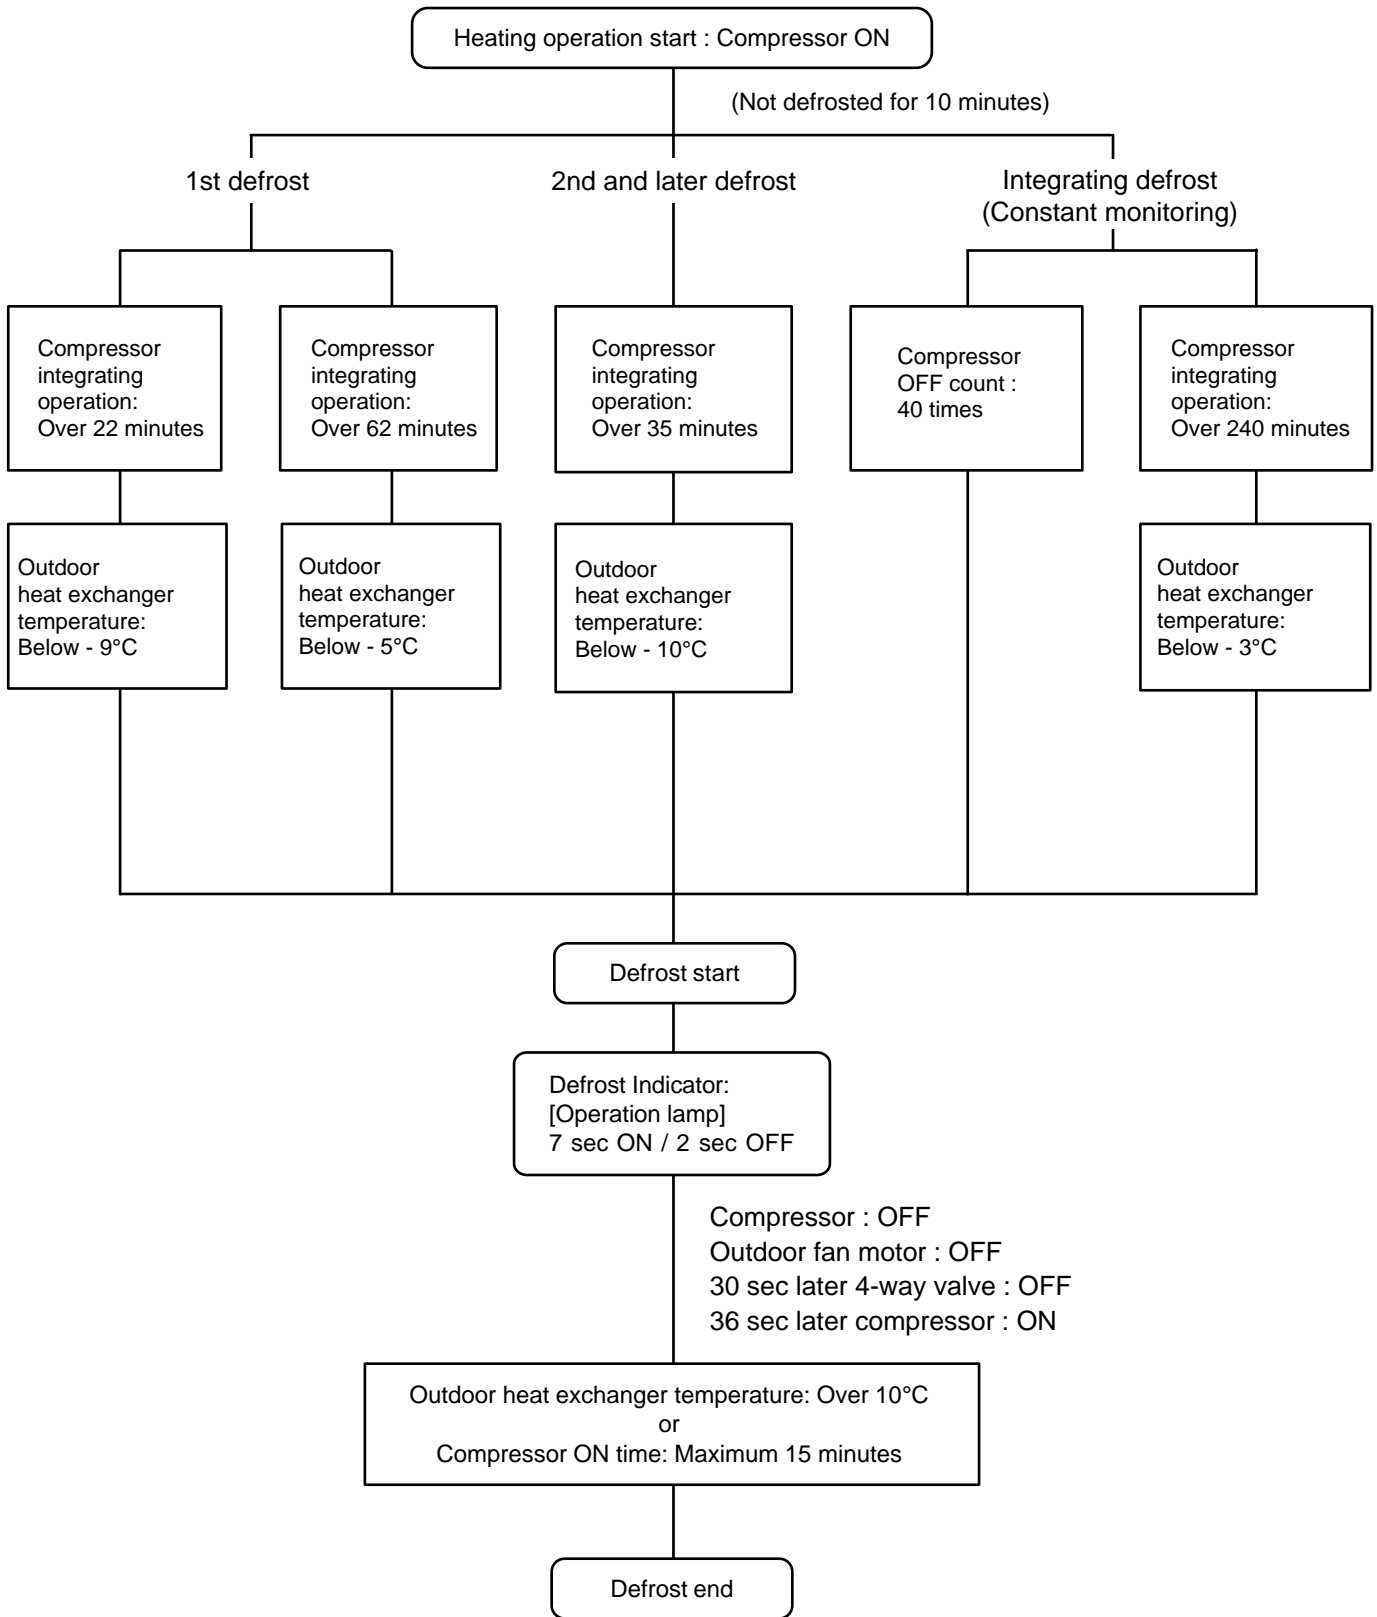 Heating operation start : Compressor ON
(Not defrosted for 10 minutes)
1st defrost
2nd and later defrost
Integrating defrost
(Constant monitoring)
Compressor
integrating
operation:
Over 22 minutes
Compressor
integrating
operation:
Over 62 minutes
Compressor
integrating
operation:
Over 35 minutes
Compressor
OFF count :
40 times
Compressor
integrating
operation:
Over 240 minutes
Outdoor
heat exchanger
temperature:
Below - 9°C
Outdoor
heat exchanger
temperature:
Below - 5°C
Outdoor
heat exchanger
temperature:
Below - 10°C
Outdoor
heat exchanger
temperature:
Below - 3°C
Defrost start
Defrost Indicator:
[Operation lamp]
7 sec ON / 2 sec OFF
Compressor : OFF
Outdoor fan motor : OFF
30 sec later 4-way valve : OFF
36 sec later compressor : ON
Outdoor heat exchanger temperature: Over 10°C
or
Compressor ON time: Maximum 15 minutes
Defrost end